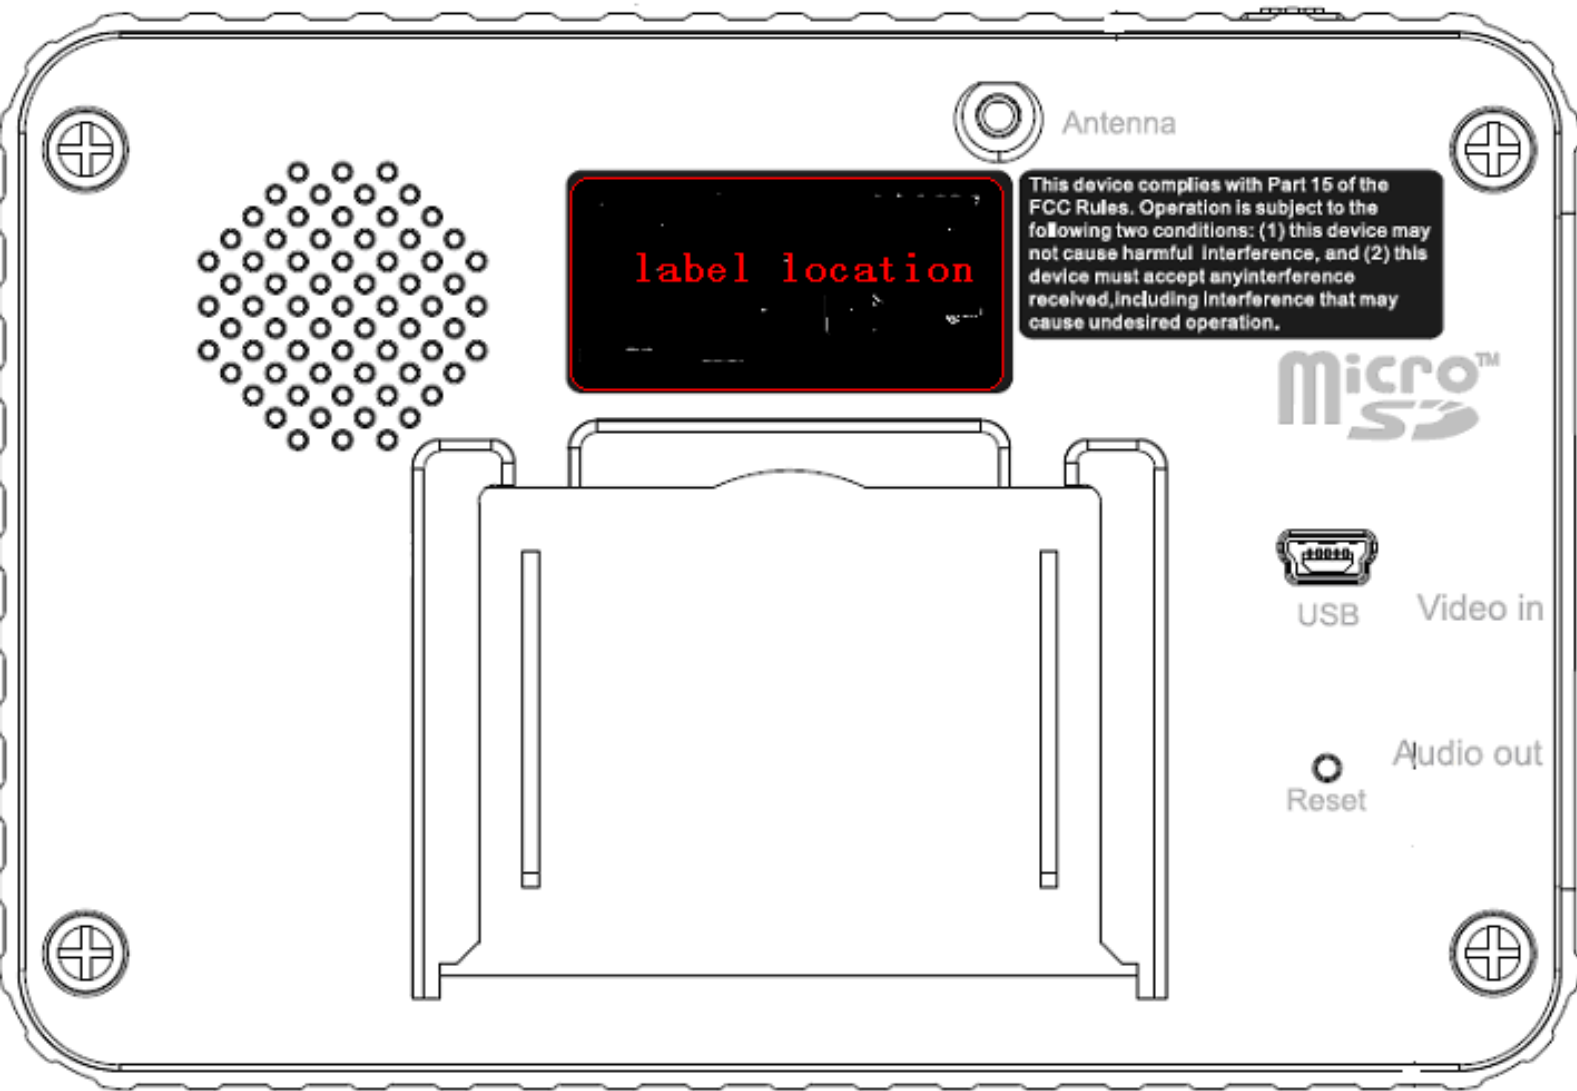 Antenna
This device complies with Part 15 of the
FCC Rules. Operation is subject to the
following two conditions: (1) this device may
not cause harmful interference, and (2) this
device must accept anyinterference
received,including interference that may
cause undesired operation.
label location
micro™
SD
USB
Video in
Audio out
Reset